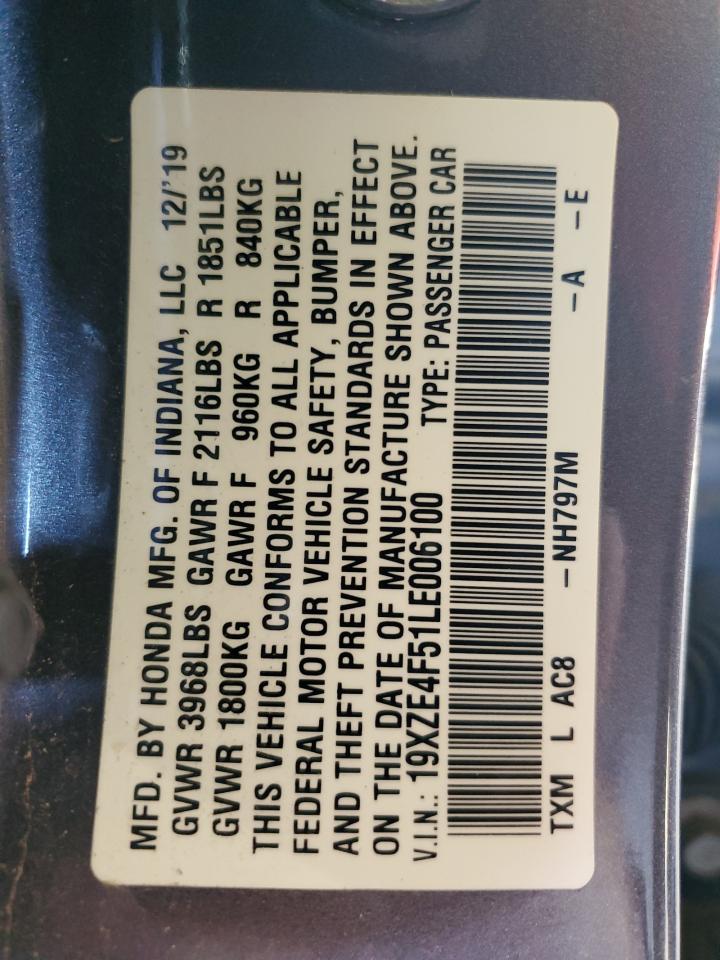 MFD. BY HONDA MFG. OF INDIANA, LLC 12/'19
GVWR 3968LBS GAWR F 2116LBS R 1851LBS
GVWR 1800KG GAWR F 960KG R 840KG
THIS VEHICLE CONFORMS TO ALL APPLICABLE
FEDERAL MOTOR VEHICLE SAFETY, BUMPER,
AND THEFT PREVENTION STANDARDS IN EFFECT
ON THE DATE OF MANUFACTURE SHOWN ABOVE.
V.I.N.: 19XZE4F51LE006100 TYPE: PASSENGER CAR
TXM L AC8 –NH797M –A –E